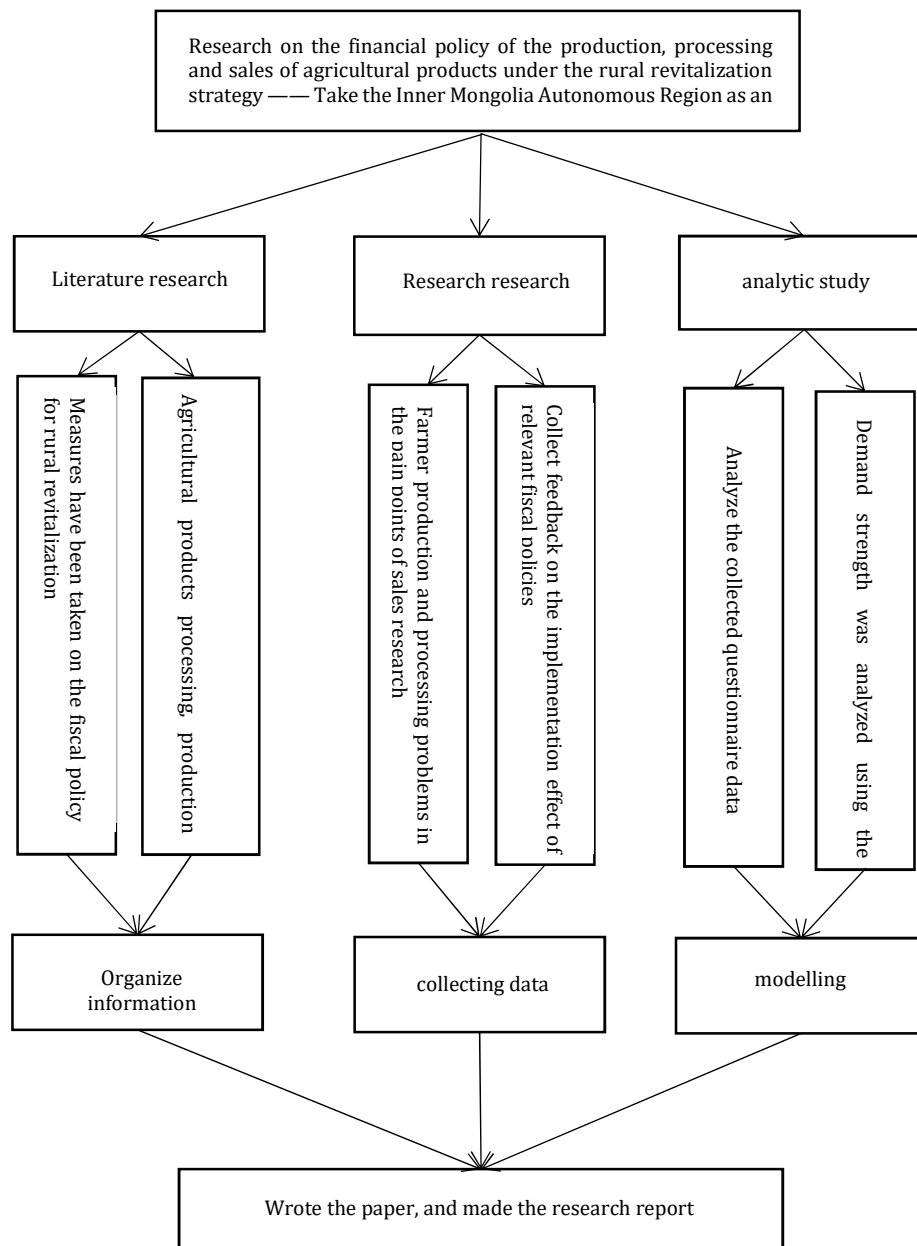 Research on the financial policy of the production, processing
and sales of agricultural products under the rural revitalization
strategy —— Take the Inner Mongolia Autonomous Region as an
Literature research
Research research
analytic study
Measures have been taken on the fiscal policy
for rural revitalization
Agricultural products processing, production
Farmer production and processing problems in
the pain points of sales research
Collect feedback on the implementation effect of
relevant fiscal policies
Analyze the collected questionnaire data
Demand strength was analyzed using the
Organize
information
collecting data
modelling
Wrote the paper, and made the research report